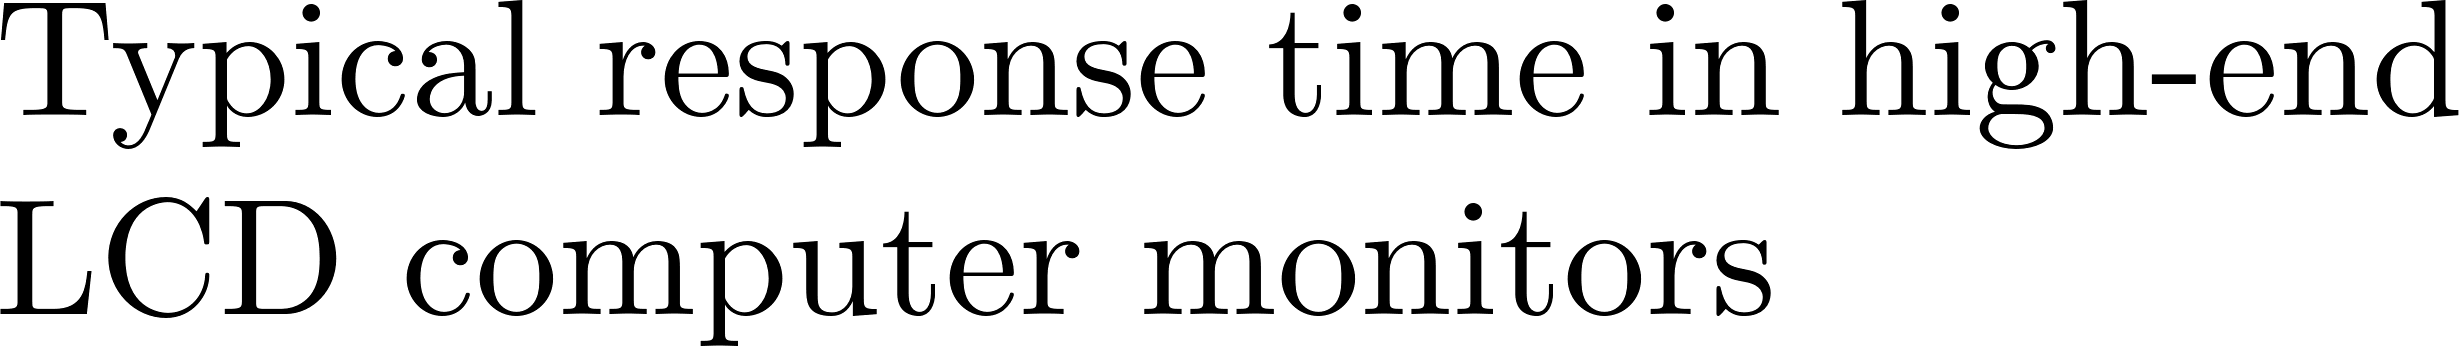 Typical response time in high-end
LCD computer monitors